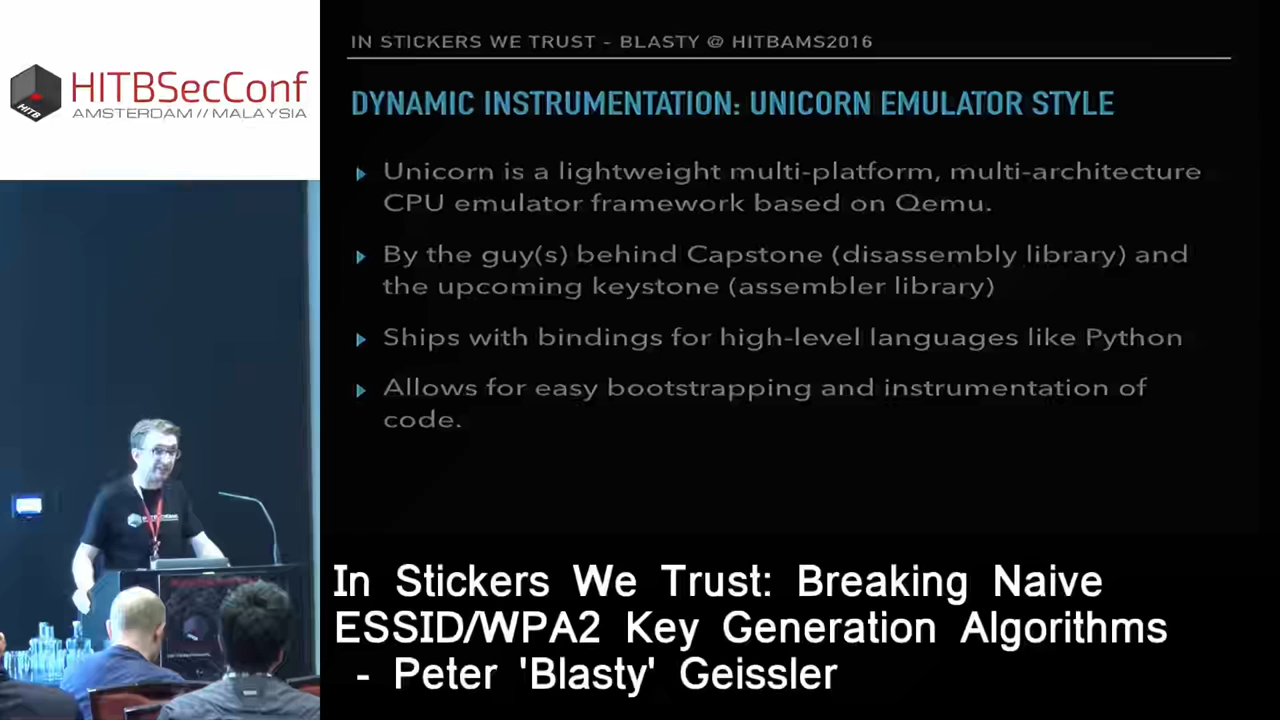 HITBSecConf
AMSTERDAM // MALAYSIA
HITB
IN STICKERS WE TRUST - BLASTY @ HITBAMS2016
DYNAMIC INSTRUMENTATION: UNICORN EMULATOR STYLE
Unicorn is a lightweight multi-platform, multi-architecture
CPU emulator framework based on Qemu.
By the guy(s) behind Capstone (disassembly library) and
the upcoming keystone (assembler library)
Ships with bindings for high-level languages like Python
Allows for easy bootstrapping and instrumentation of
code.
In Stickers We Trust: Breaking Naive
ESSID/WPA2 Key Generation Algorithms
- Peter 'Blasty' Geissler